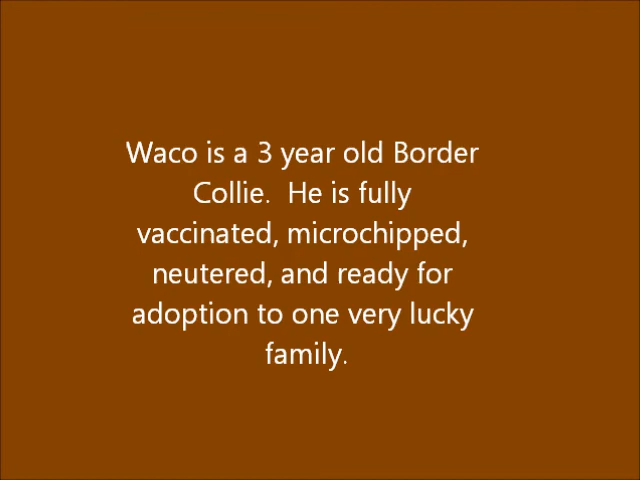 Waco is a 3 year old Border
Collie.  He is fully
vaccinated, microchipped,
neutered, and ready for
adoption to one very lucky
family.